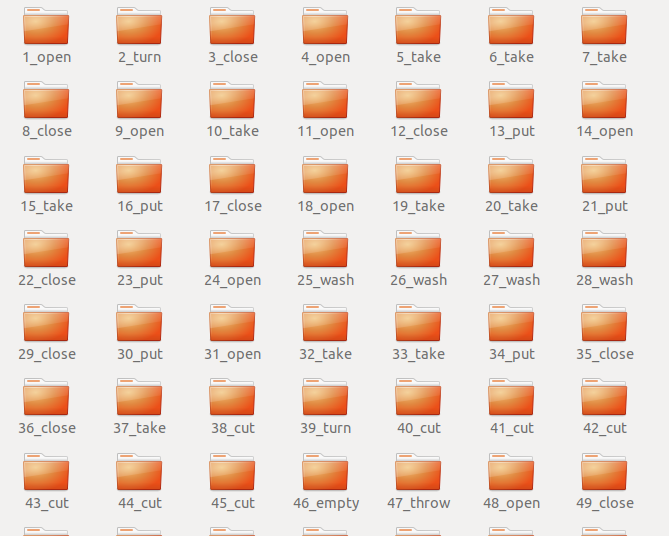 1_open 2_turn 3_close 4_open 5_take 6_take 7_take
8_close 9_open 10_take 11_open 12_close 13_put 14_open
15_take 16_put 17_close 18_open 19_take 20_take 21_put
22_close 23_put 24_open 25_wash 26_wash 27_wash 28_wash
29_close 30_put 31_open 32_take 33_take 34_put 35_close
36_close 37_take 38_cut 39_turn 40_cut 41_cut 42_cut
43_cut 44_cut 45_cut 46_empty 47_throw 48_open 49_close